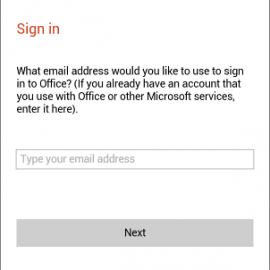 Sign in
What email address would you like to use to sign
in to Office? (If you already have an account that
you use with Office or other Microsoft services,
enter it here).
Type your email address
Next